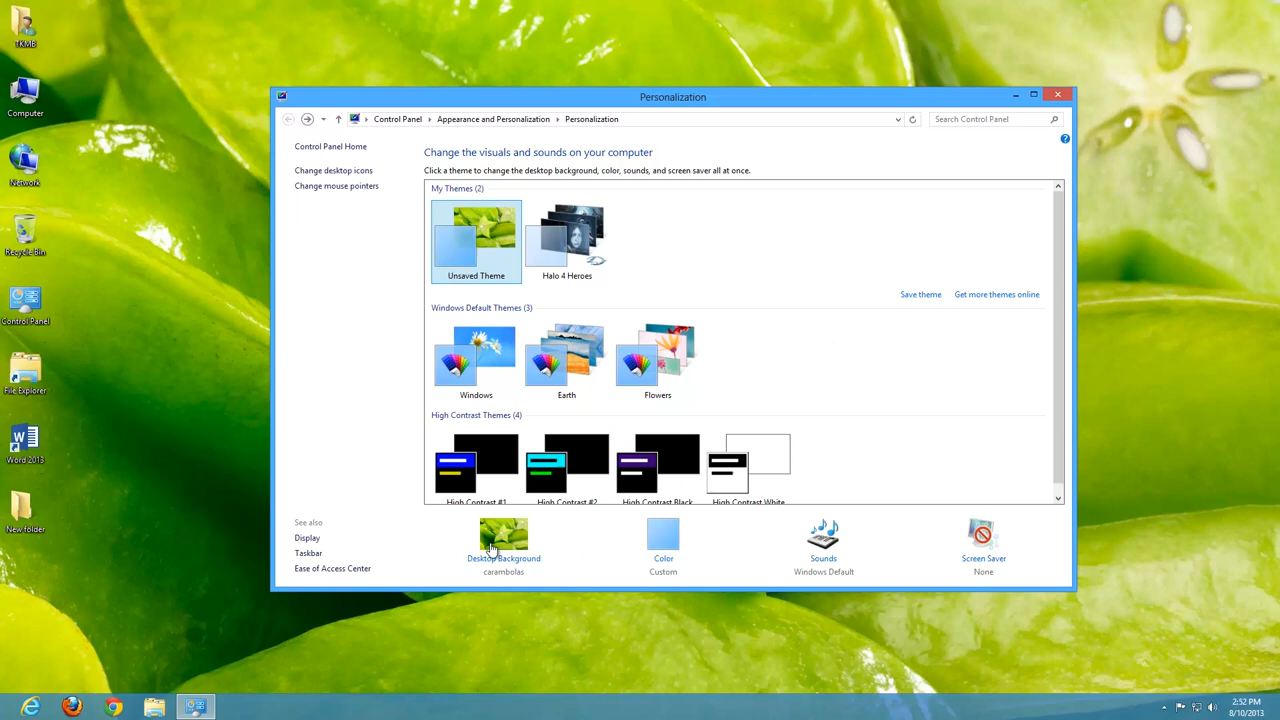 TKMB
Computer
Network
Recycle Bin
Control Panel
File Explorer
Word 2013
New folder
Personalization
Control Panel
Appearance and Personalization
Personalization
Search Control Panel
Control Panel Home
Change desktop icons
Change mouse pointers
Change the visuals and sounds on your computer
Click a theme to change the desktop background, color, sounds, and screen saver all at once.
My Themes (2)
Unsaved Theme
Halo 4 Heroes
Save theme
Get more themes online
Windows Default Themes (3)
Windows
Earth
Flowers
High Contrast Themes (4)
High Contrast #1
High Contrast #2
High Contrast Black
High Contrast White
See also
Display
Taskbar
Ease of Access Center
Desktop Background
carambolas
Color
Custom
Sounds
Windows Default
Screen Saver
None
2:52 PM
8/10/2013